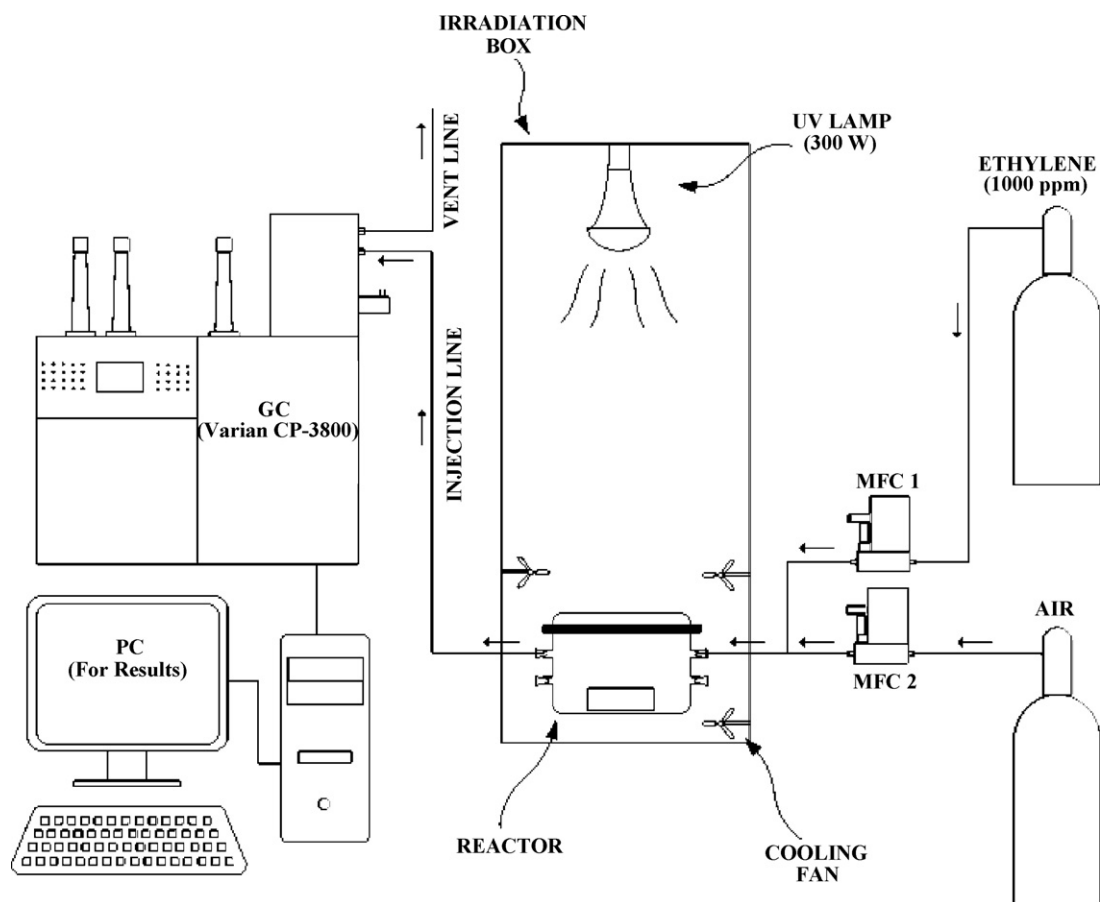 IRRADIATION
BOX
UV LAMP
(300 W)
ETHYLENE
(1000 ppm)
VENT LINE
INJECTION LINE
GC
(Varian CP-3800)
MFC 1
AIR
PC
(For Results)
MFC 2
REACTOR
COOLING
FAN